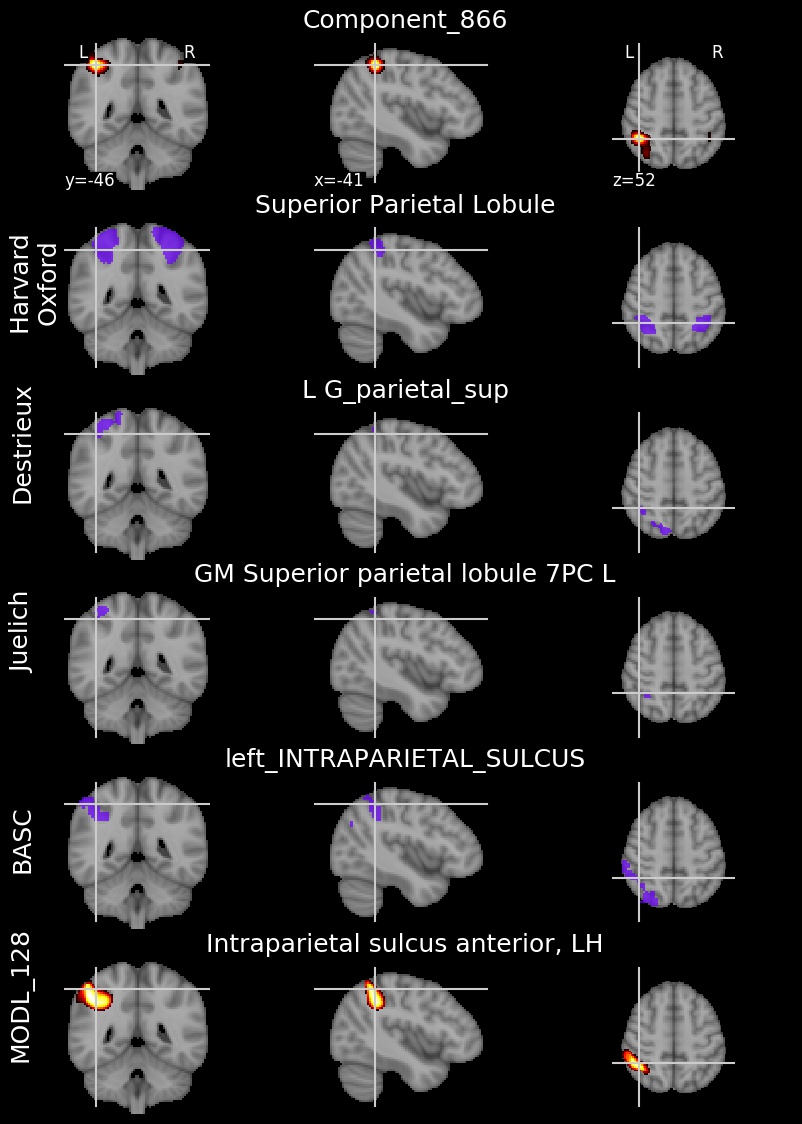 Component_866
L R
L R
y=-46
x=-41
z=52
Superior Parietal Lobule
Harvard
Oxford
L G_parietal_sup
Destrieux
GM Superior parietal lobule 7PC L
Juelich
left_INTRAPARIETAL_SULCUS
BASC
Intraparietal sulcus anterior, LH
MODL_128